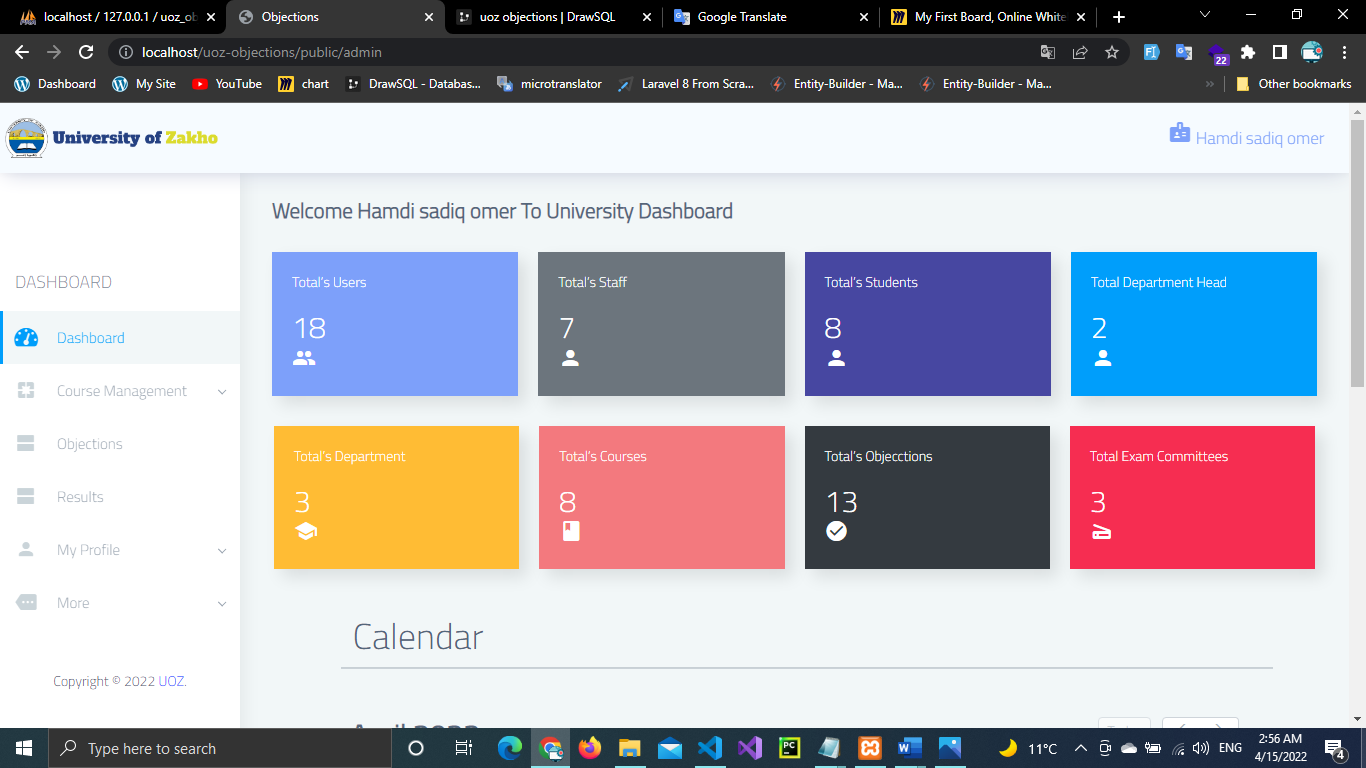 localhost / 127.0.0.1 / uoz_ob
Objections
uoz objections | DrawSQL
Google Translate
My First Board, Online White
localhost/uoz-objections/public/admin
22
Dashboard
My Site
YouTube
chart
DrawSQL - Databas...
microtranslator
Laravel 8 From Scra...
Entity-Builder - Ma...
Entity-Builder - Ma...
»
Other bookmarks
University of Zakho
Hamdi sadiq omer
Welcome Hamdi sadiq omer To University Dashboard
DASHBOARD
Dashboard
Course Management
Objections
Results
My Profile
More
Copyright © 2022 UOZ.
Total's Users
18
Total's Staff
7
Total's Students
8
Total Department Head
2
Total's Department
3
Total's Courses
8
Total's Objecctions
13
Total Exam Committees
3
Calendar
April 2022
Type here to search
PC
11°C
ENG
2:56 AM
4/15/2022
4